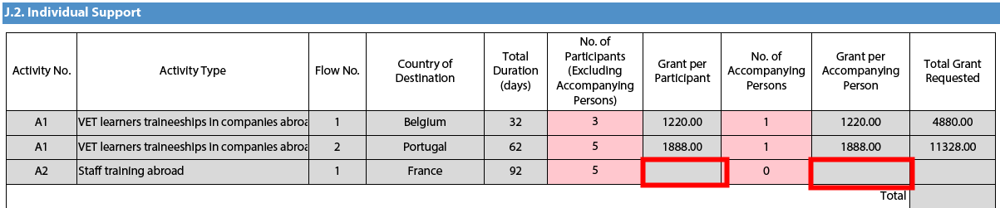 J.2. Individual Support
Activity No. Activity Type Flow No. Country of Destination Total Duration (days) No. of Participants (Excluding Accompanying Persons) Grant per Participant No. of Accompanying Persons Grant per Accompanying Person Total Grant Requested
A1 VET learners traineeships in companies abroa 1 Belgium 32 3 1220.00 1 1220.00 4880.00
A1 VET learners traineeships in companies abroa 2 Portugal 62 5 1888.00 1 1888.00 11328.00
A2 Staff training abroad 1 France 92 5 0
Total